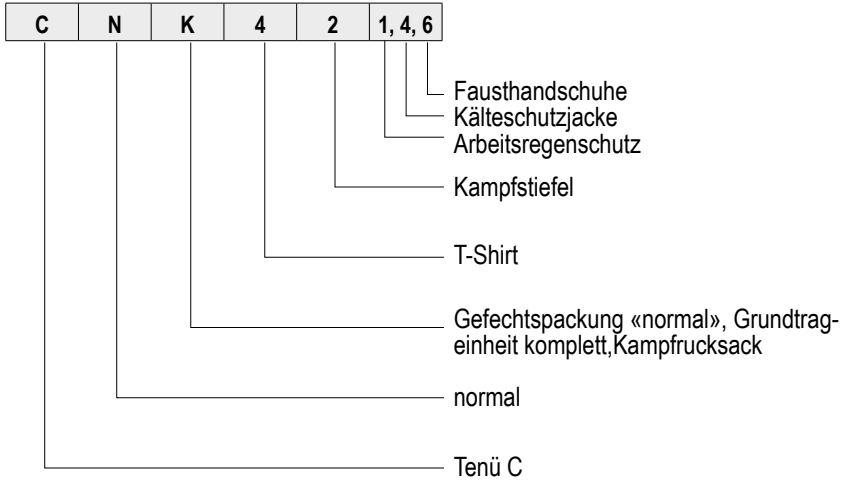 C N K 4 2 1, 4, 6
Fausthandschuhe
Kälteschutzjacke
Arbeitsregenschutz
Kampfstiefel
T-Shirt
Gefechtspackung «normal», Grundtrag-
einheit komplett,Kampfrucksack
normal
Tenü C